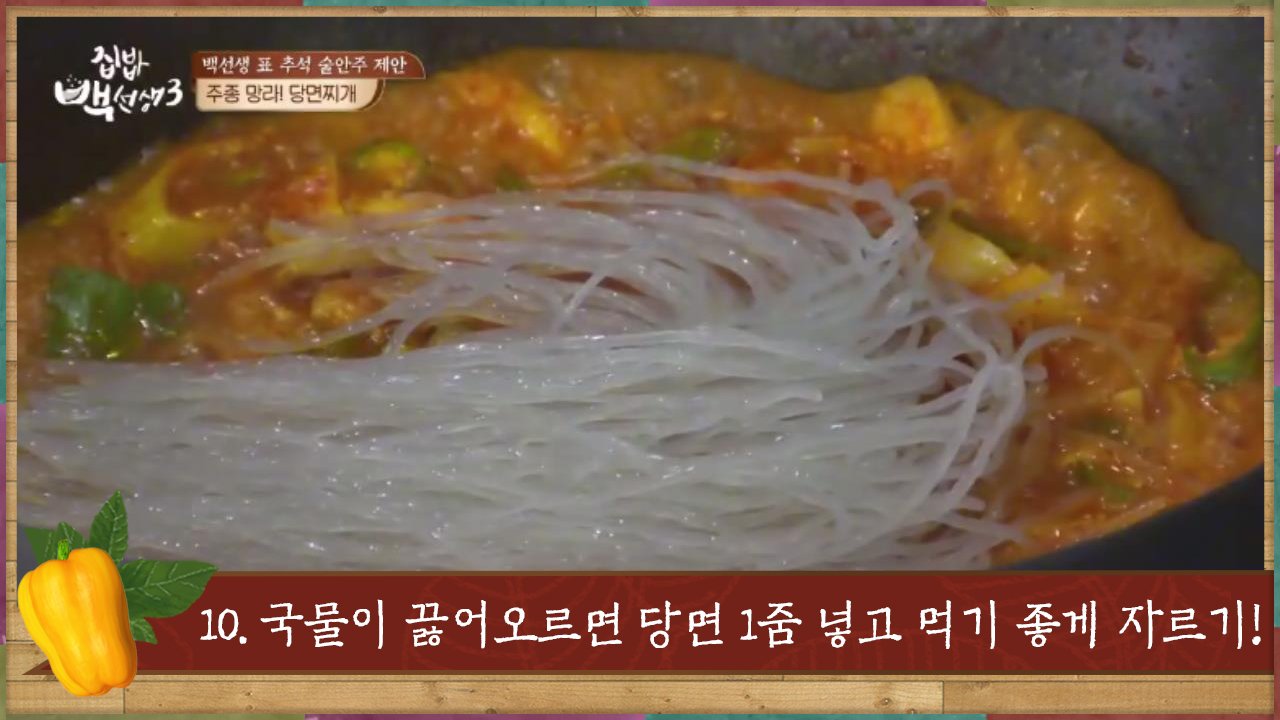 집밥
백선생3
백선생 표 추석 술안주 제안
주종 망라! 당면찌개
10. 국물이 끓어오르면 당면 1줌 넣고 먹기 좋게 자르기!